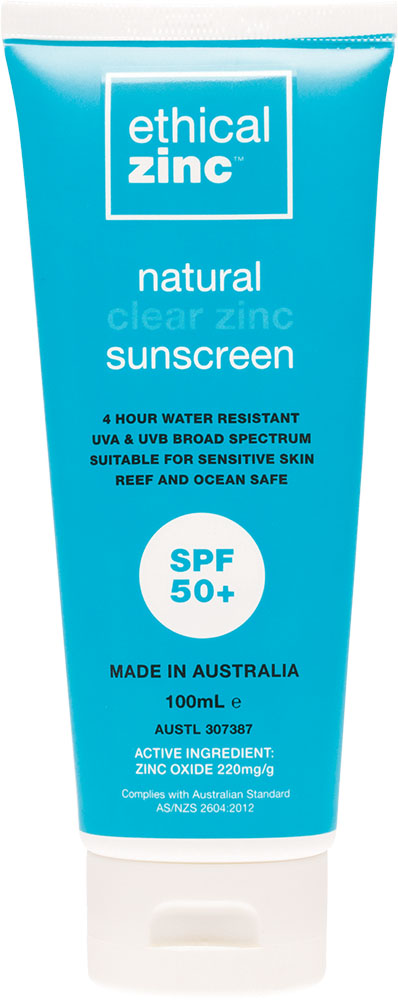 ethical
zinc™
natural
clear zinc
sunscreen
4 HOUR WATER RESISTANT
UVA & UVB BROAD SPECTRUM
SUITABLE FOR SENSITIVE SKIN
REEF AND OCEAN SAFE
SPF
50+
MADE IN AUSTRALIA
100mL ℮
AUSTL 307387
ACTIVE INGREDIENT:
ZINC OXIDE 220mg/g
Complies with Australian Standard
AS/NZS 2604:2012